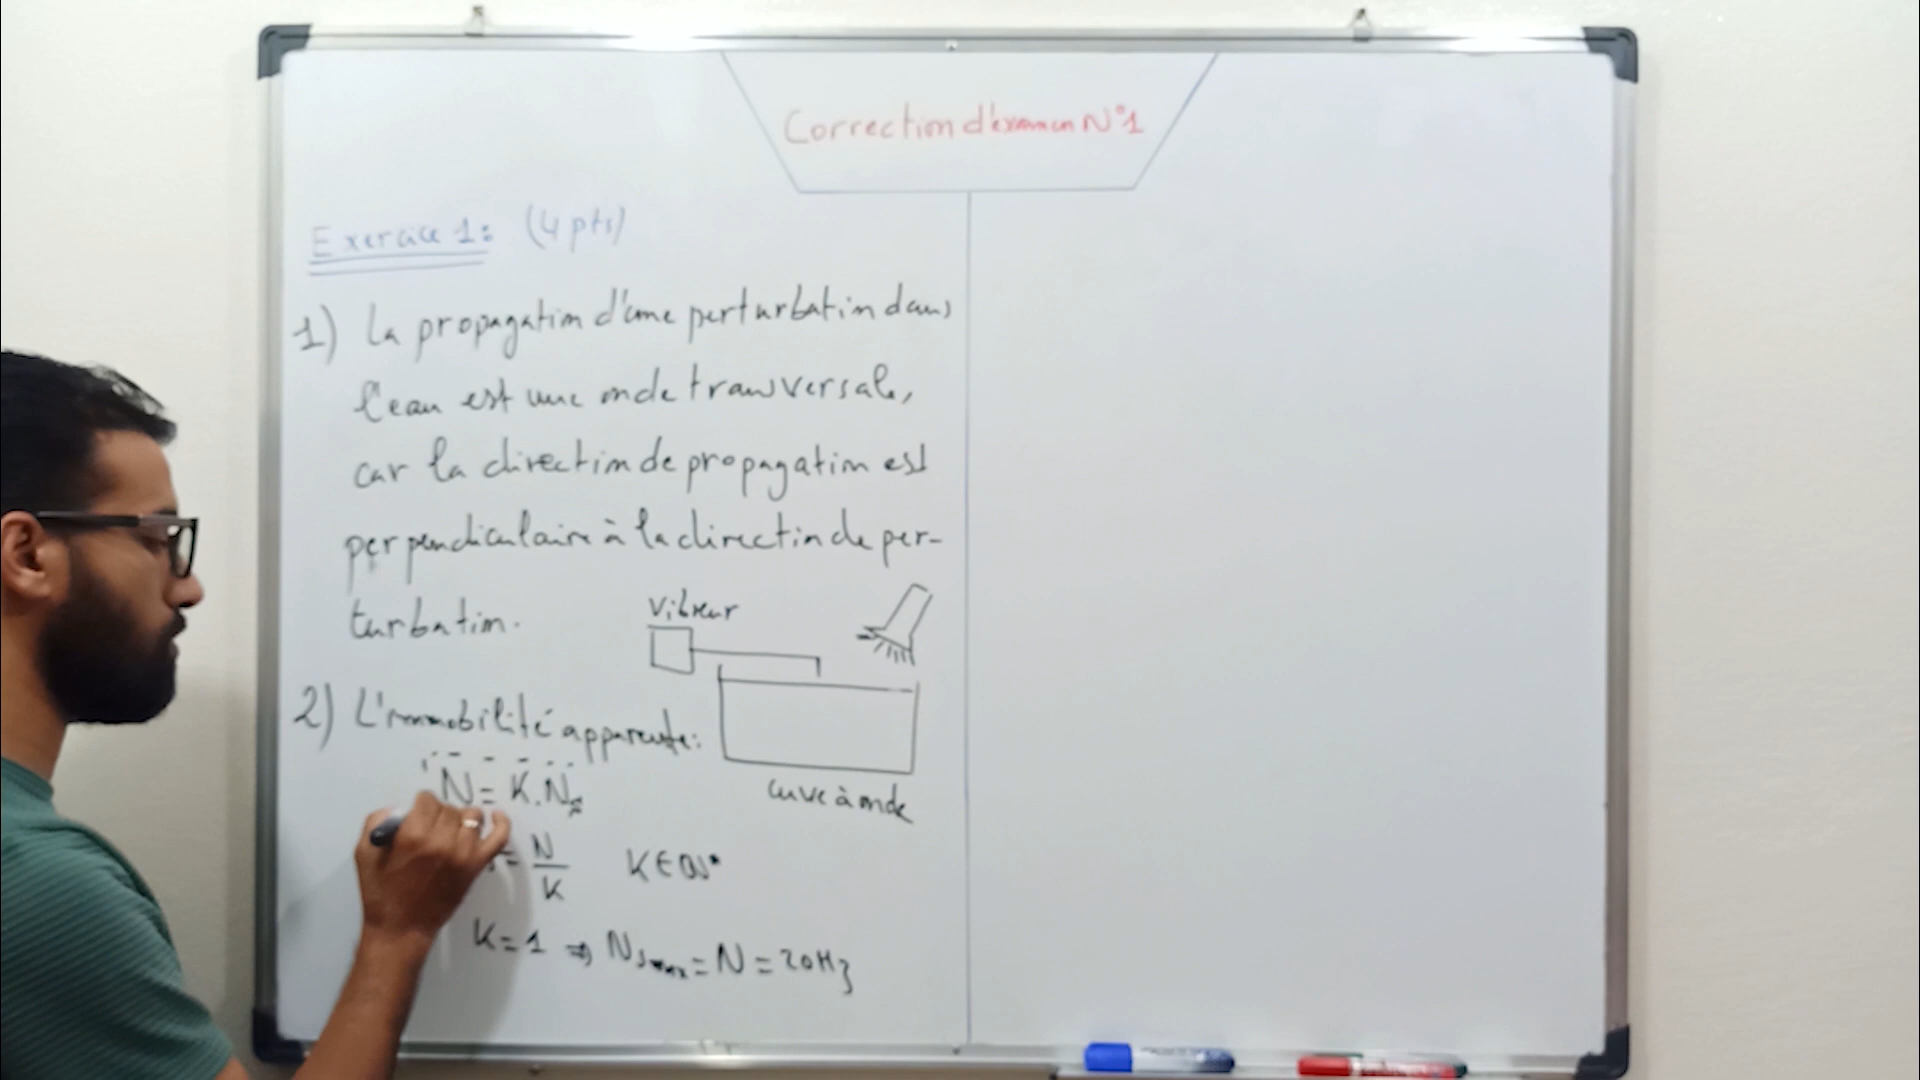 Correction d'examen N°1
Exercice 1: (4 pts)
1) La propagation d'une perturbation dans
l'eau est une onde transversale,
car la direction de propagation est
perpendiculaire à la direction de per-
turbation.
vibreur
2) L'immobilité apparente:
cuve à onde
N = K.Ns
= N/K K ∈ ℕ*
K = 1 ⇒ Nsmax = N = 20Hz